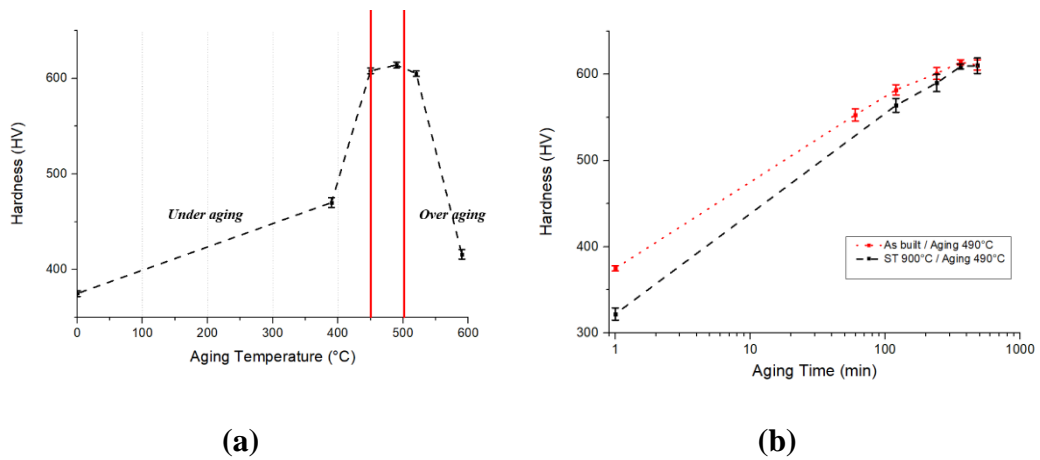 600
500
400
Hardness (HV)
Under aging
Over aging
0
100
200
300
400
500
600
Aging Temperature (°C)
(a)
600
500
400
300
Hardness (HV)
As built / Aging 490°C
ST 900°C / Aging 490°C
1
10
100
1000
Aging Time (min)
(b)